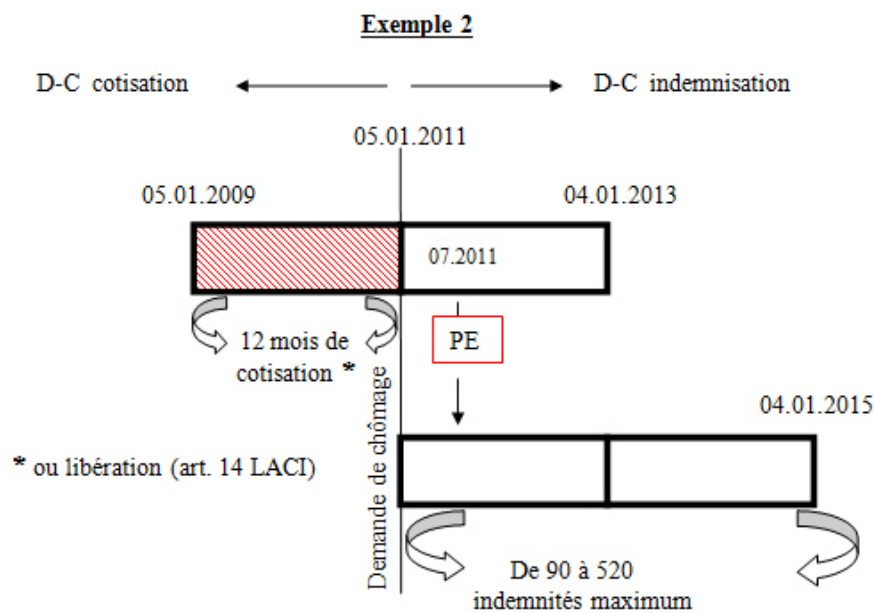 Exemple 2
D-C cotisation
D-C indemnisation
05.01.2011
05.01.2009
04.01.2013
07.2011
12 mois de
cotisation *
PE
Demande de chômage
04.01.2015
* ou libération (art. 14 LACI)
De 90 à 520
indemnités maximum